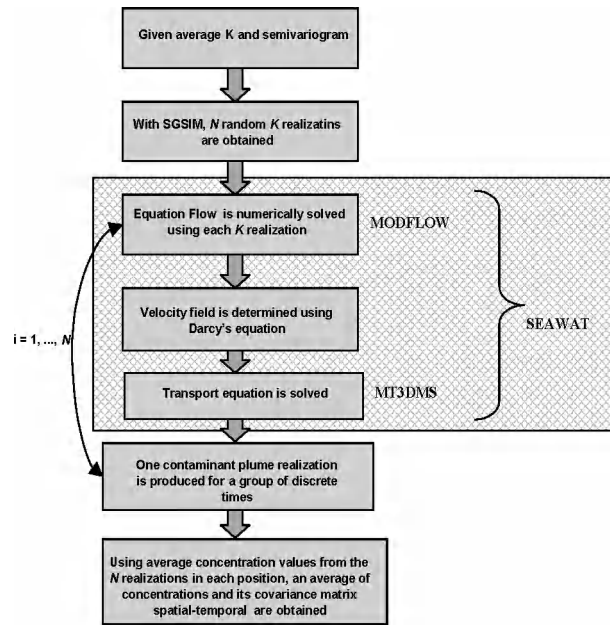 Given average K and semivariogram
With SGSIM, N random K realizatins
are obtained
Equation Flow is numerically solved
using each K realization
MODFLOW
Velocity field is determined using
Darcy's equation
SEAWAT
i = 1, ..., N
Transport equation is solved
MT3DMS
One contaminant plume realization
is produced for a group of discrete
times
Using average concentration values from the
N realizations in each position, an average of
concentrations and its covariance matrix
spatial-temporal are obtained